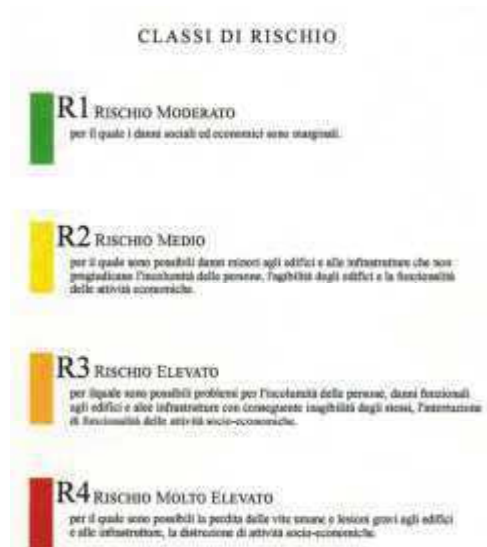 CLASSI DI RISCHIO
R1 RISCHIO MODERATO
per il quale i danni sociali ed economici sono marginali.
R2 RISCHIO MEDIO
per il quale sono possibili danni minori agli edifici e alle infrastrutture che non
pregiudicano l'incolumità delle persone, l'agibilità degli edifici e la funzionalità
delle attività economiche.
R3 RISCHIO ELEVATO
per ilquale sono possibili problemi per l'incolumità delle persone, danni funzionali
agli edifici e alee infrastrutture con conseguente inagibilità degli stessi, l'interruzione
di funzionalità delle attività socio-economiche.
R4 RISCHIO MOLTO ELEVATO
per il quale sono possibili la perdita delle vite umane e lesioni gravi agli edifici
e alle infrastrutture, la distruzione di attività socio-economiche.